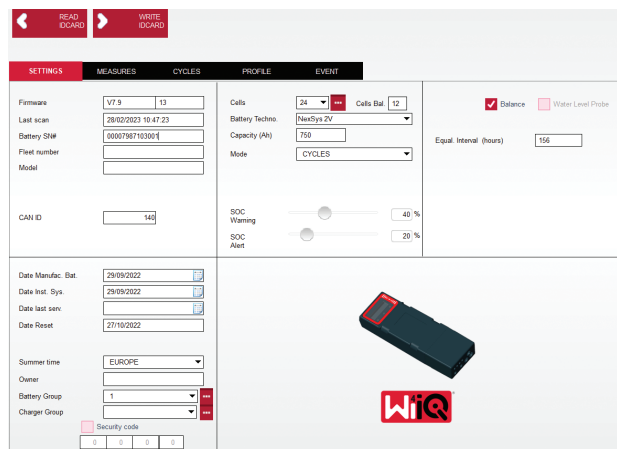 READ IDCARD
WRITE IDCARD
SETTINGS MEASURES CYCLES PROFILE EVENT
Firmware V7.9 13
Last scan 28/02/2023 10:47:23
Battery SN# 00007987103001
Fleet number
Model
CAN ID 140
Cells 24 Cells Bal. 12
Battery Techno. NexSys 2V
Capacity (Ah) 750
Mode CYCLES
SOC Warning 40 %
SOC Alert 20 %
Balance Water Level Probe
Equal. Interval (hours) 156
Date Manufac. Bat. 29/09/2022
Date Inst. Sys. 29/09/2022
Date last serv.
Date Reset 27/10/2022
Summer time EUROPE
Owner
Battery Group 1
Charger Group
Security code
0 0 0 0
WiiQ